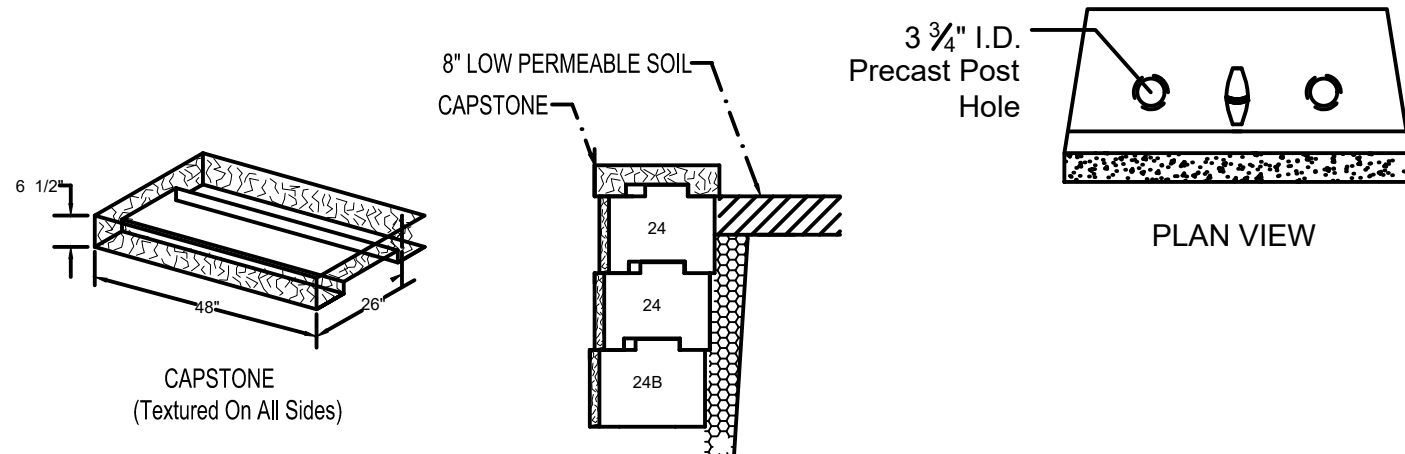 6 1/2"
48"
26"
CAPSTONE
(Textured On All Sides)
8" LOW PERMEABLE SOIL
CAPSTONE
24
24
24B
3 ¾" I.D.
Precast Post
Hole
PLAN VIEW